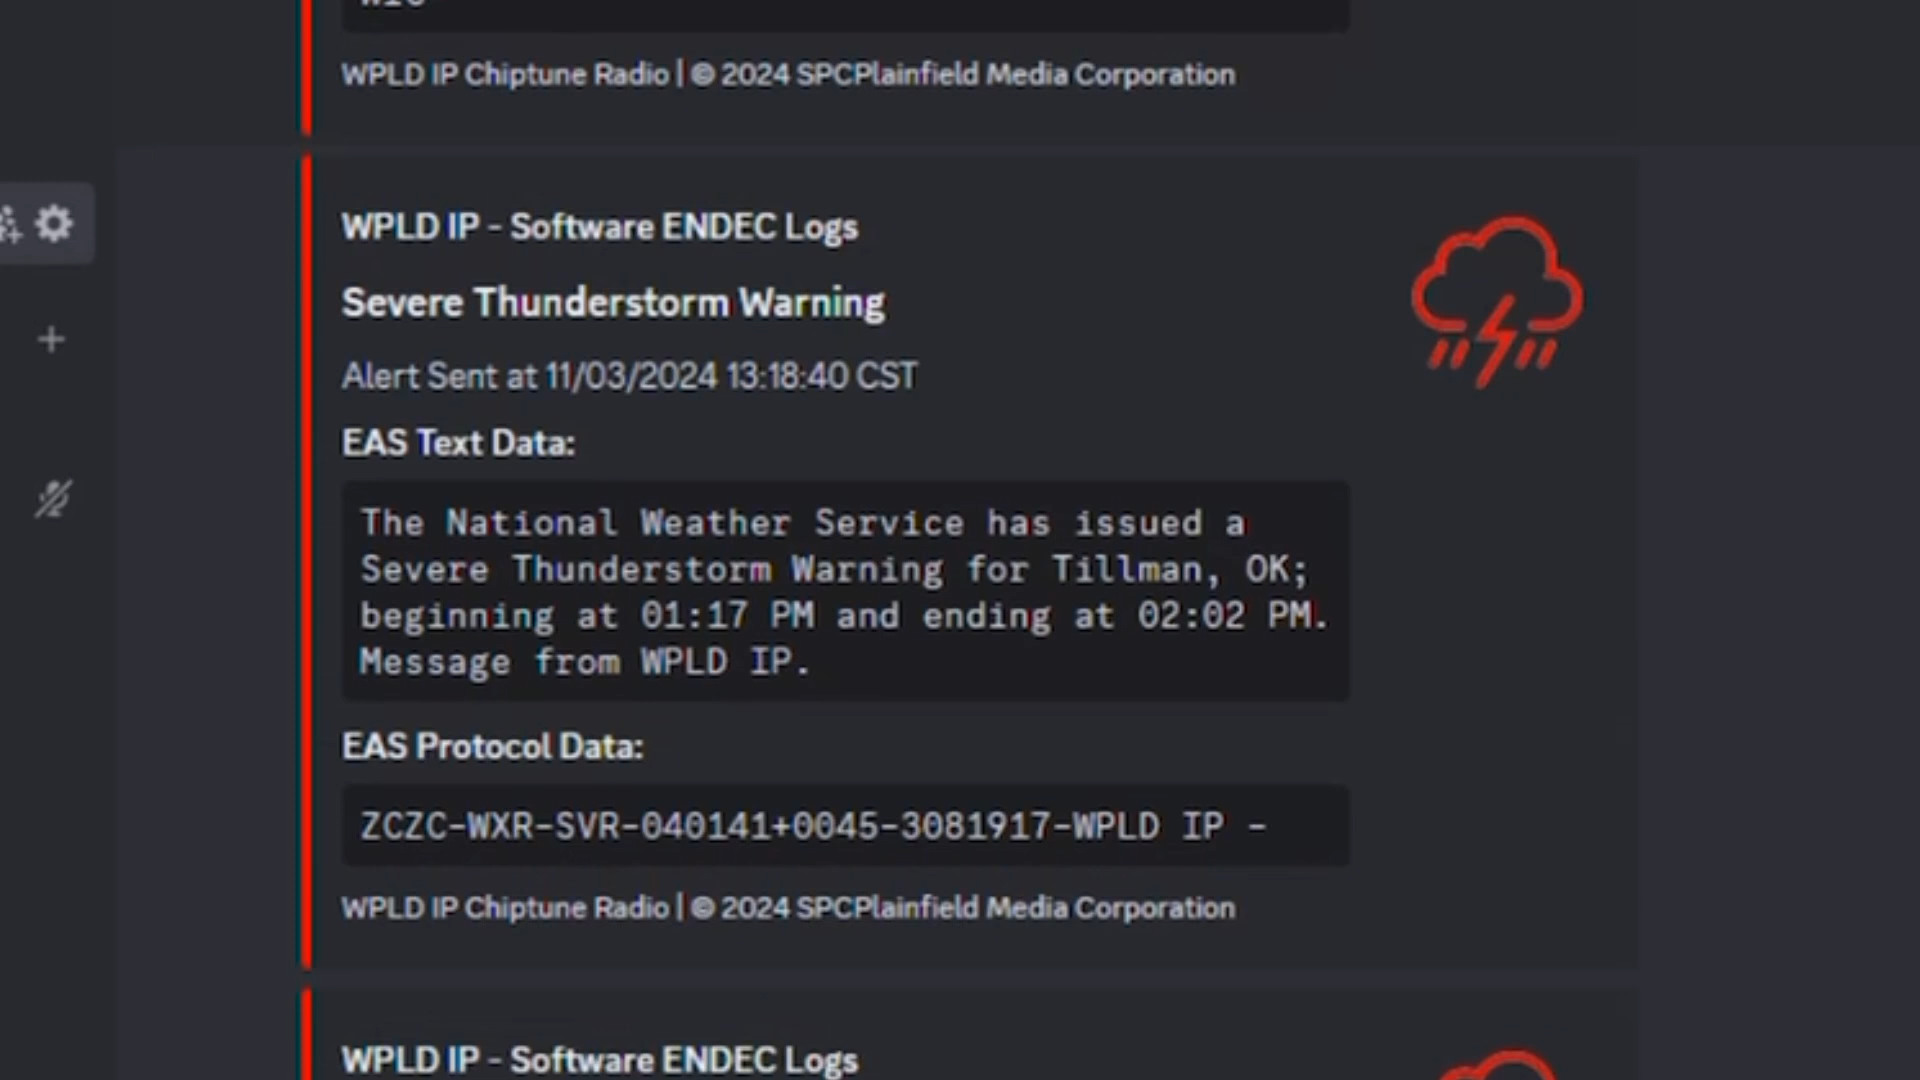 WPLD IP Chiptune Radio | © 2024 SPCPlainfield Media Corporation
WPLD IP - Software ENDEC Logs
Severe Thunderstorm Warning
Alert Sent at 11/03/2024 13:18:40 CST
EAS Text Data:
The National Weather Service has issued a
Severe Thunderstorm Warning for Tillman, OK;
beginning at 01:17 PM and ending at 02:02 PM.
Message from WPLD IP.
EAS Protocol Data:
ZCZC-WXR-SVR-040141+0045-3081917-WPLD IP -
WPLD IP Chiptune Radio | © 2024 SPCPlainfield Media Corporation
WPLD IP - Software ENDEC Logs